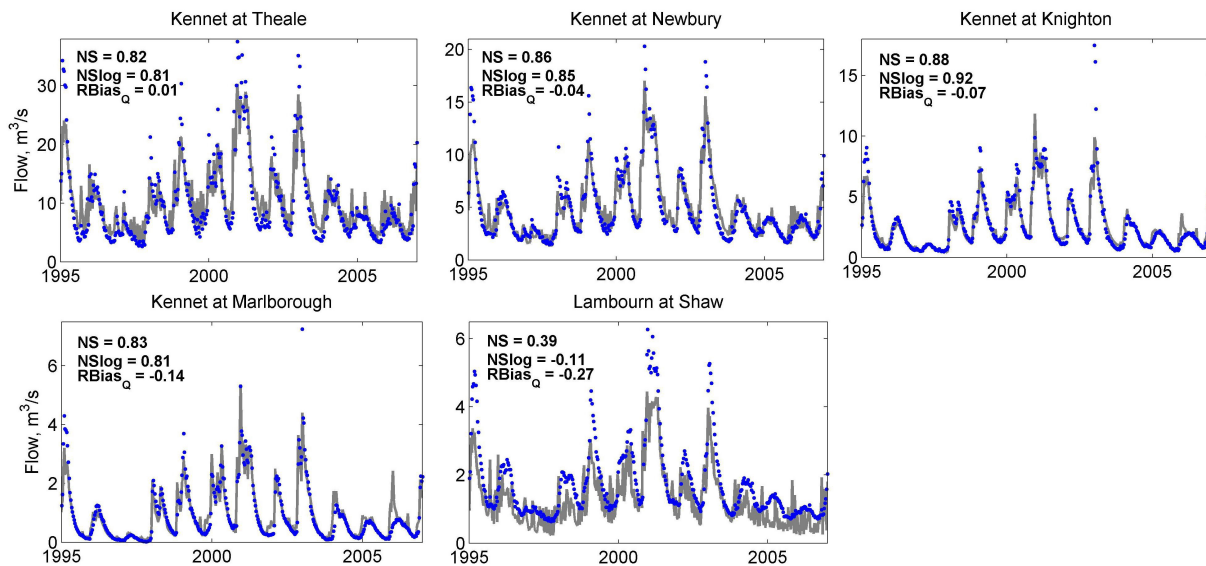 Kennet at Theale
Kennet at Newbury
Kennet at Knighton
NS = 0.82
NSlog = 0.81
RBias_Q = 0.01
NS = 0.86
NSlog = 0.85
RBias_Q = -0.04
NS = 0.88
NSlog = 0.92
RBias_Q = -0.07
Flow, m³/s
30
20
10
0
1995
2000
2005
20
15
10
5
0
1995
2000
2005
15
10
5
0
1995
2000
2005
Kennet at Marlborough
Lambourn at Shaw
NS = 0.83
NSlog = 0.81
RBias_Q = -0.14
NS = 0.39
NSlog = -0.11
RBias_Q = -0.27
Flow, m³/s
6
4
2
0
1995
2000
2005
6
4
2
0
1995
2000
2005